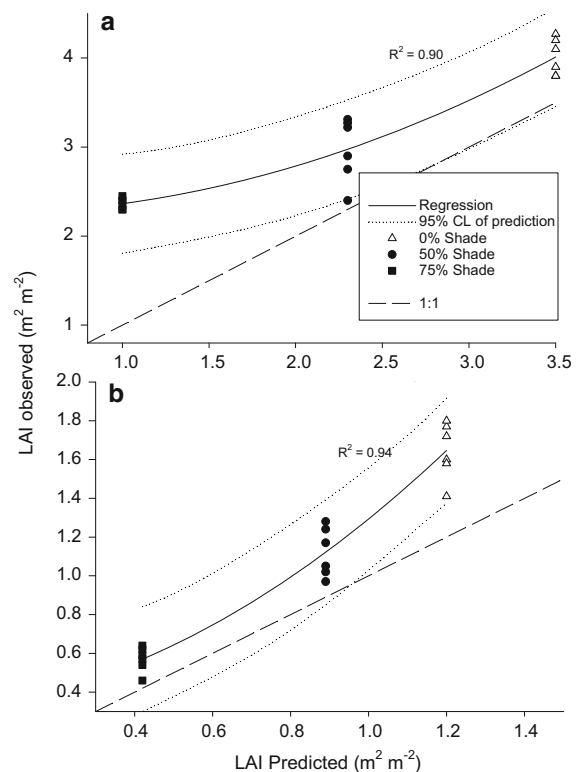 a
R² = 0.90
4
3
2
1
Regression
95% CL of prediction
0% Shade
50% Shade
75% Shade
1:1
1.0 1.5 2.0 2.5 3.0 3.5
LAI observed (m² m⁻²)
b
R² = 0.94
2.0
1.8
1.6
1.4
1.2
1.0
0.8
0.6
0.4
0.4 0.6 0.8 1.0 1.2 1.4
LAI Predicted (m² m⁻²)